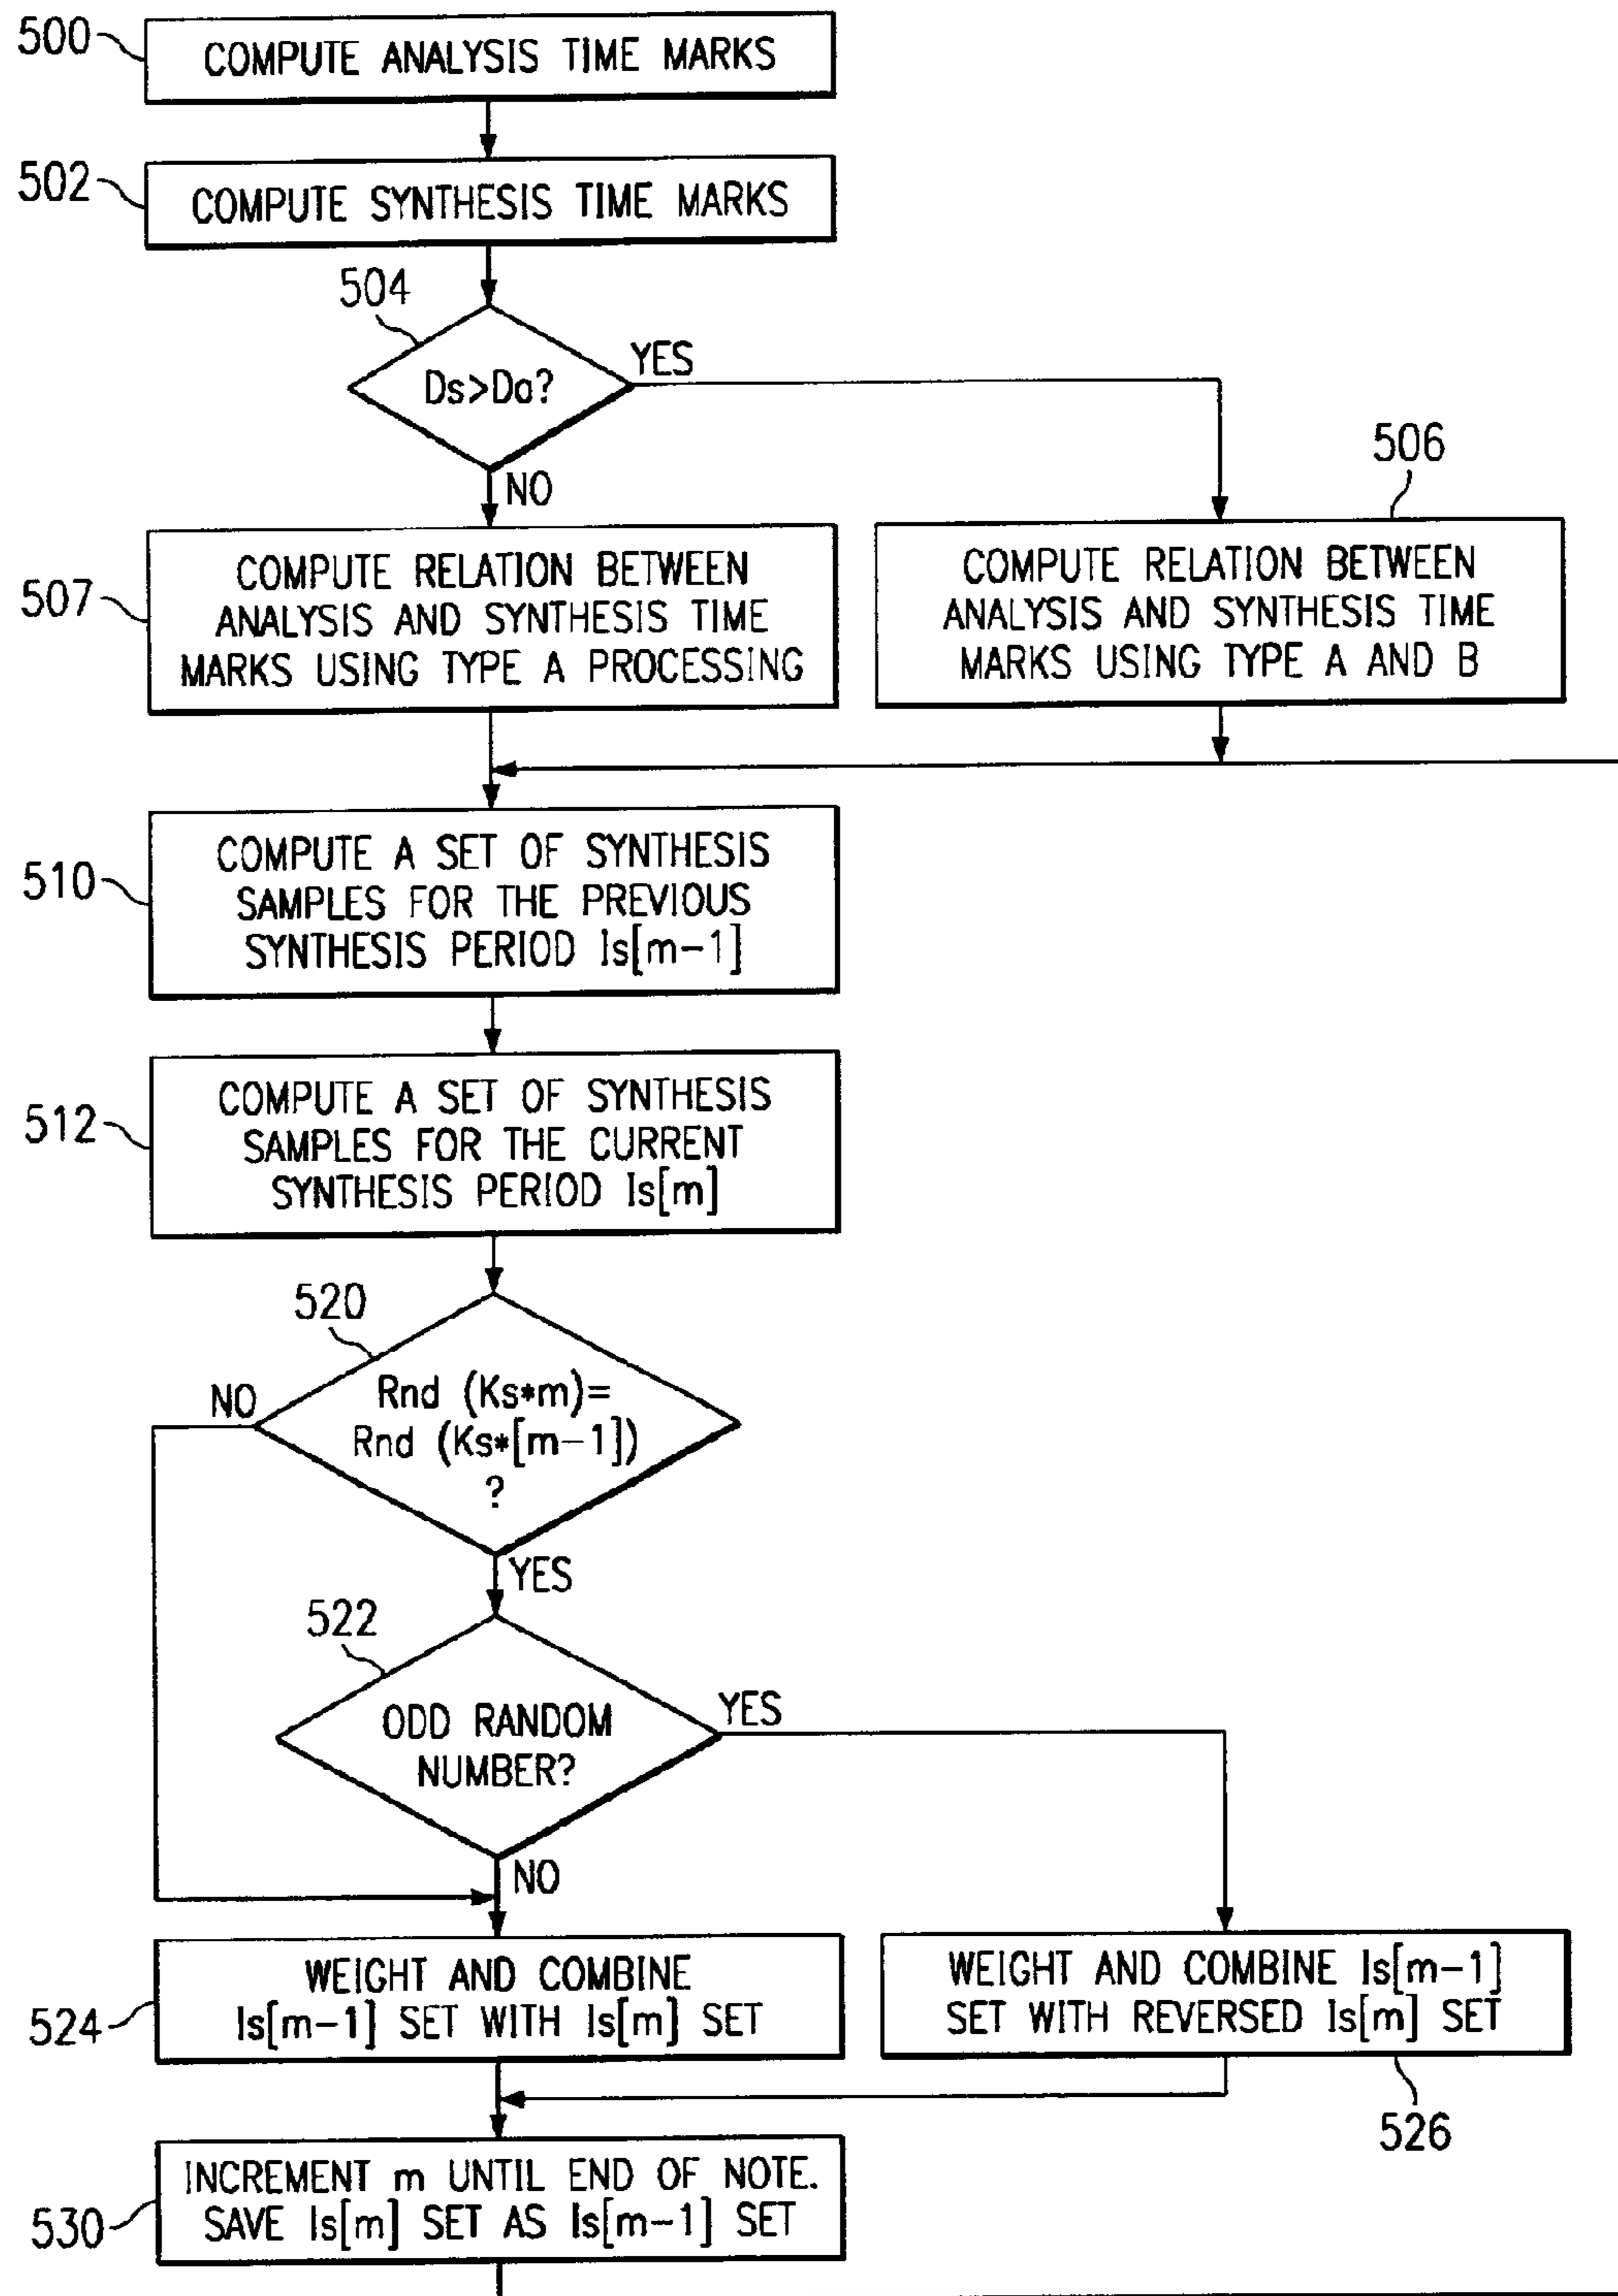 500
COMPUTE ANALYSIS TIME MARKS
502
COMPUTE SYNTHESIS TIME MARKS
504
Ds>Da?
YES
NO
506
507
COMPUTE RELATION BETWEEN
ANALYSIS AND SYNTHESIS TIME
MARKS USING TYPE A PROCESSING
COMPUTE RELATION BETWEEN
ANALYSIS AND SYNTHESIS TIME
MARKS USING TYPE A AND B
510
COMPUTE A SET OF SYNTHESIS
SAMPLES FOR THE PREVIOUS
SYNTHESIS PERIOD Is[m-1]
512
COMPUTE A SET OF SYNTHESIS
SAMPLES FOR THE CURRENT
SYNTHESIS PERIOD Is[m]
520
NO
Rnd (Ks*m)=
Rnd (Ks*[m-1])
?
YES
522
ODD RANDOM
NUMBER?
YES
NO
524
WEIGHT AND COMBINE
Is[m-1] SET WITH Is[m] SET
WEIGHT AND COMBINE Is[m-1]
SET WITH REVERSED Is[m] SET
526
530
INCREMENT m UNTIL END OF NOTE.
SAVE Is[m] SET AS Is[m-1] SET